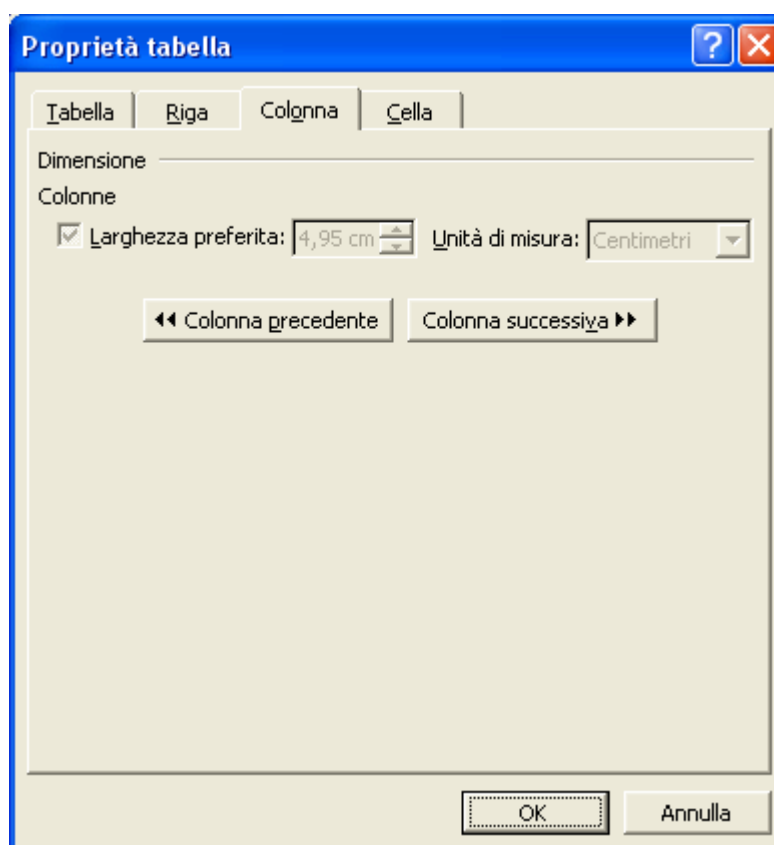 Proprietà tabella
Tabella Riga Colonna Cella
Dimensione
Colonne
Larghezza preferita: 4,95 cm Unità di misura: Centimetri
Colonna precedente Colonna successiva
OK Annulla